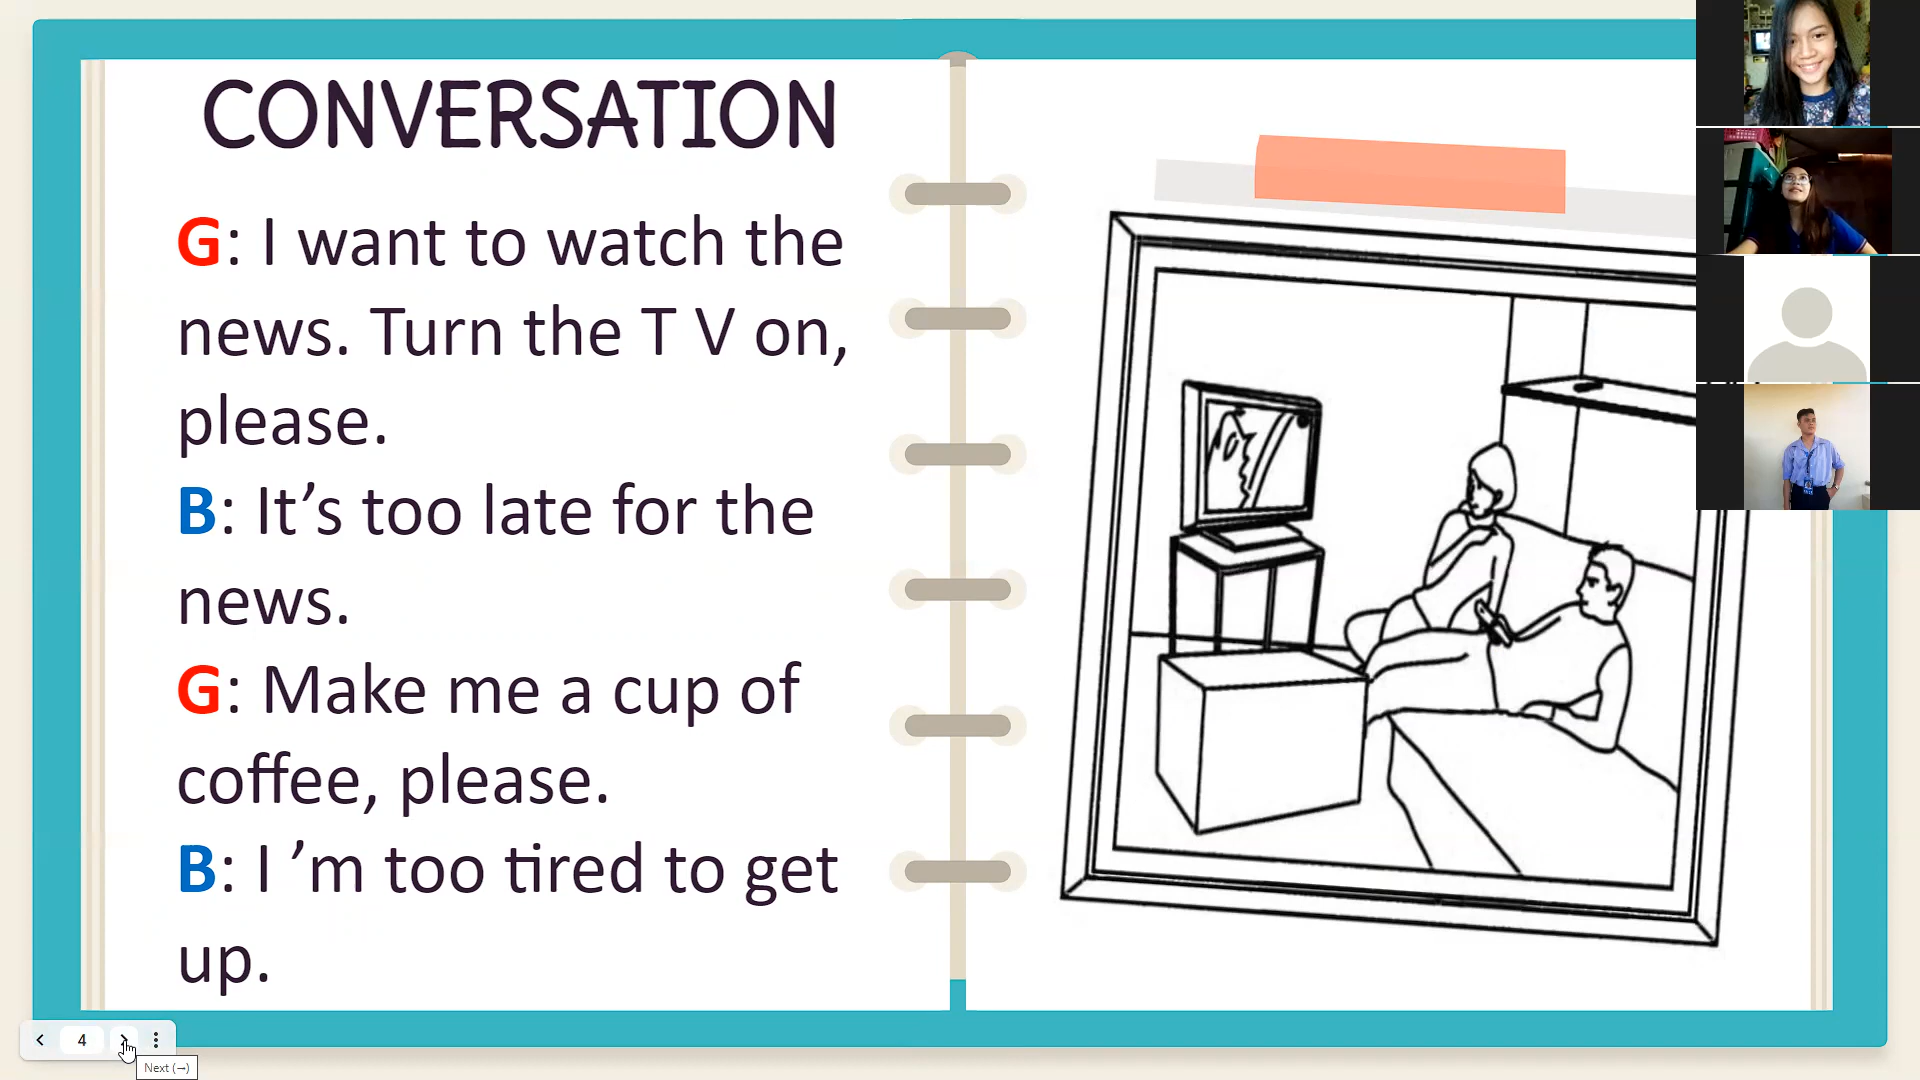 CONVERSATION
G: I want to watch the
news. Turn the T V on,
please.
B: It’s too late for the
news.
G: Make me a cup of
coffee, please.
B: I ’m too tired to get
up.
4
Next (→)